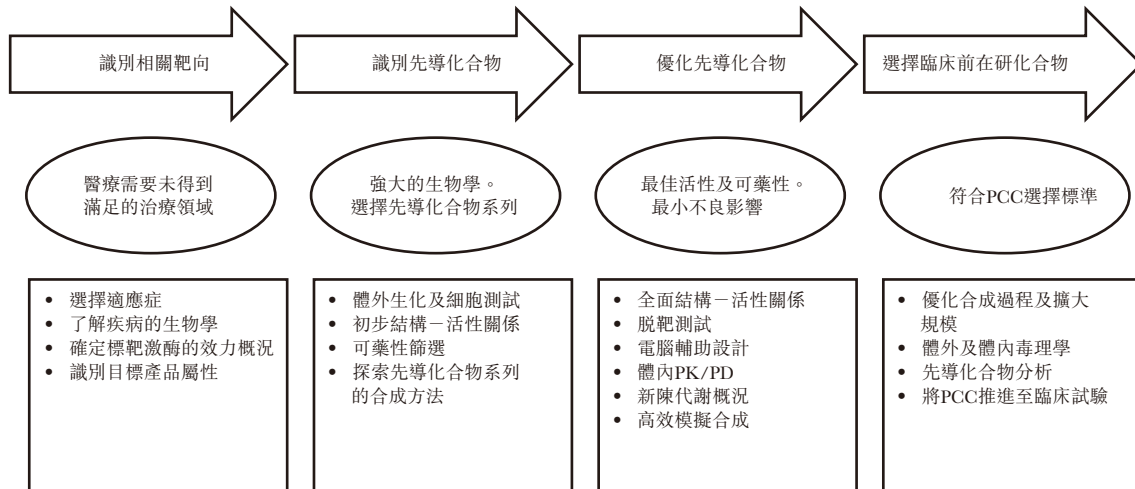 識別相關靶向
識別先導化合物
優化先導化合物
選擇臨床前在研化合物
醫療需要未得到
滿足的治療領域
強大的生物學。
選擇先導化合物系列
最佳活性及可藥性。
最小不良影響
符合PCC選擇標準
• 選擇適應症
• 了解疾病的生物學
• 確定標靶激酶的效力概況
• 識別目標產品屬性
• 體外生化及細胞測試
• 初步結構－活性關係
• 可藥性篩選
• 探索先導化合物系列
的合成方法
• 全面結構－活性關係
• 脫靶測試
• 電腦輔助設計
• 體內PK/PD
• 新陳代謝概況
• 高效模擬合成
• 優化合成過程及擴大
規模
• 體外及體內毒理學
• 先導化合物分析
• 將PCC推進至臨床試驗